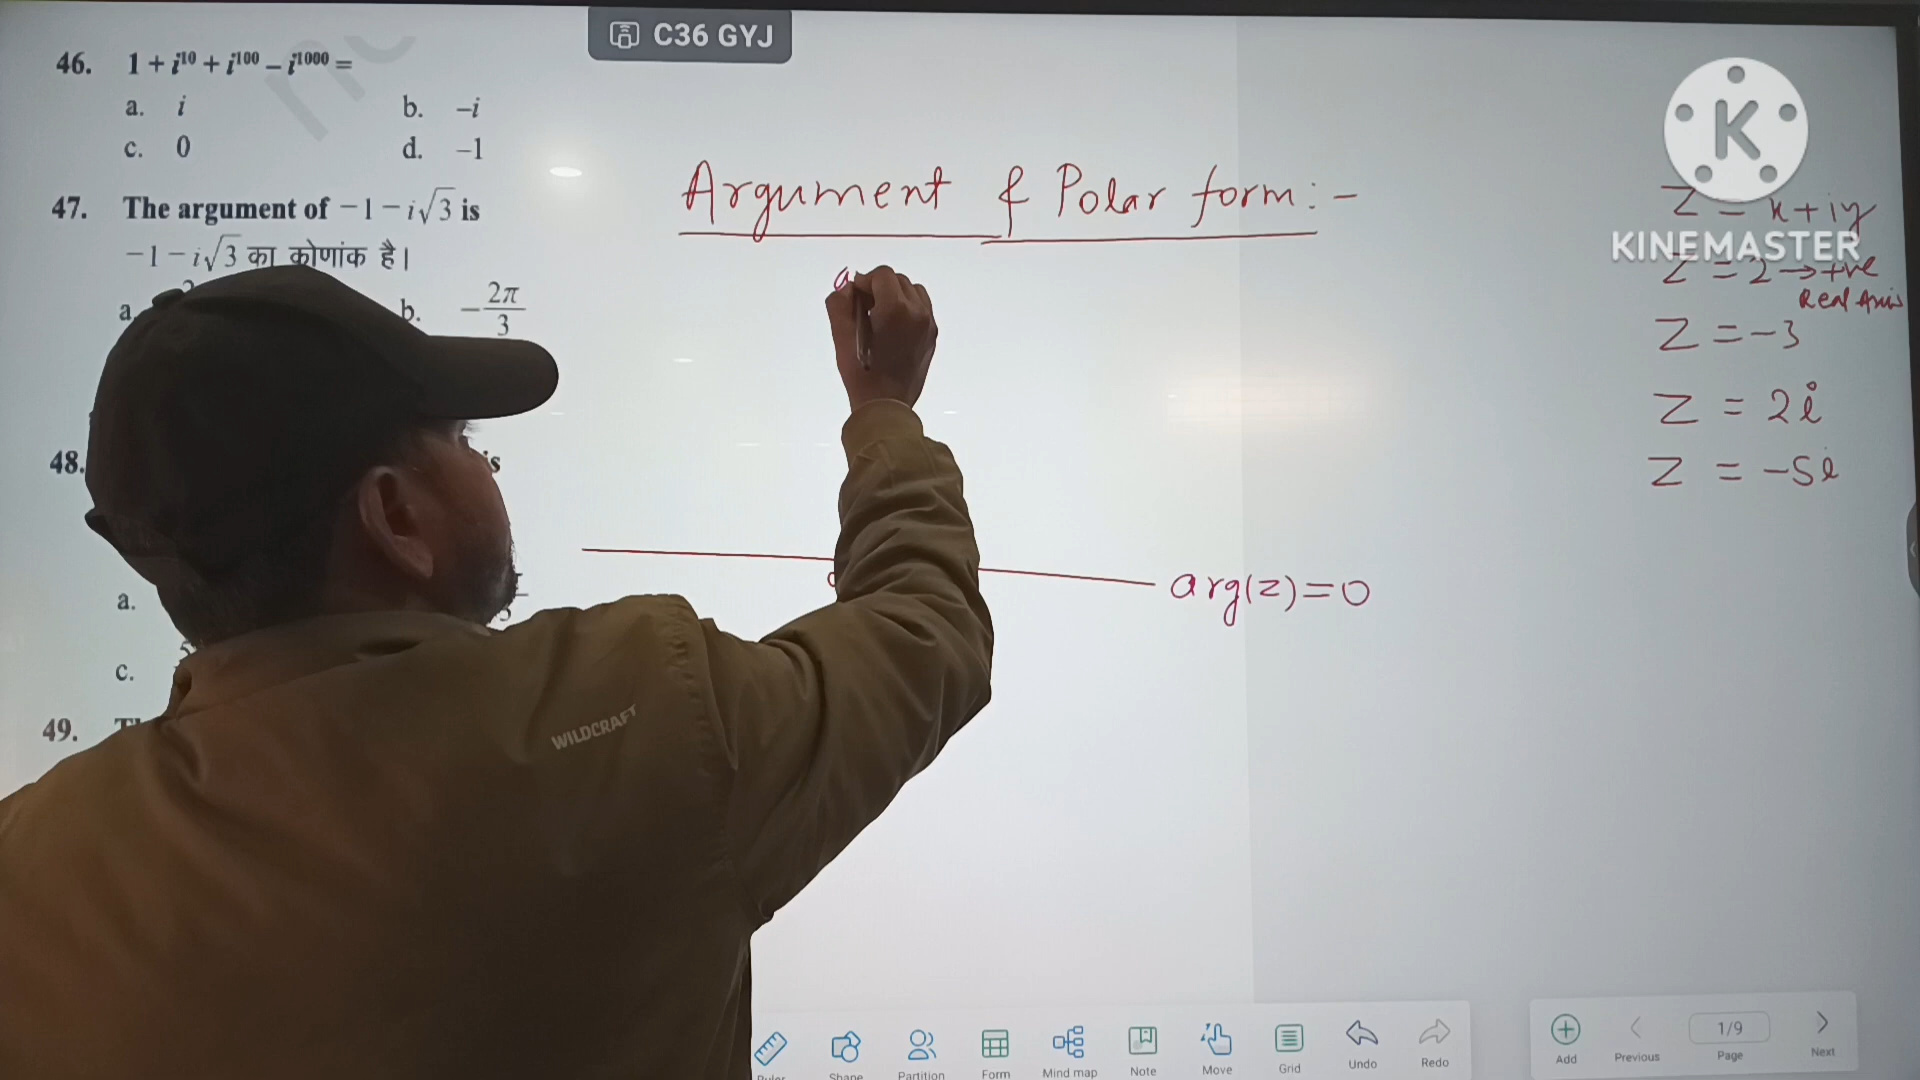 C36 GYJ
46. 1 + i¹⁰ + i¹⁰⁰ – i¹⁰⁰⁰ =
a. i b. –i
c. 0 d. –1
47. The argument of –1 – i√3 is
–1 – i√3 का कोणांक है।
a. b. –2π/3
48. is
a.
c.
49.
Argument & Polar form:-
arg(z)=0
Z = x+iy
KINEMASTER
Z = 2→+ve
Real Axis
Z = -3
Z = 2i
Z = -5i
WILDCRAFT
Ruler Shape Partition Form Mind map Note Move Grid Undo Redo
Add Previous 1/9 Page Next